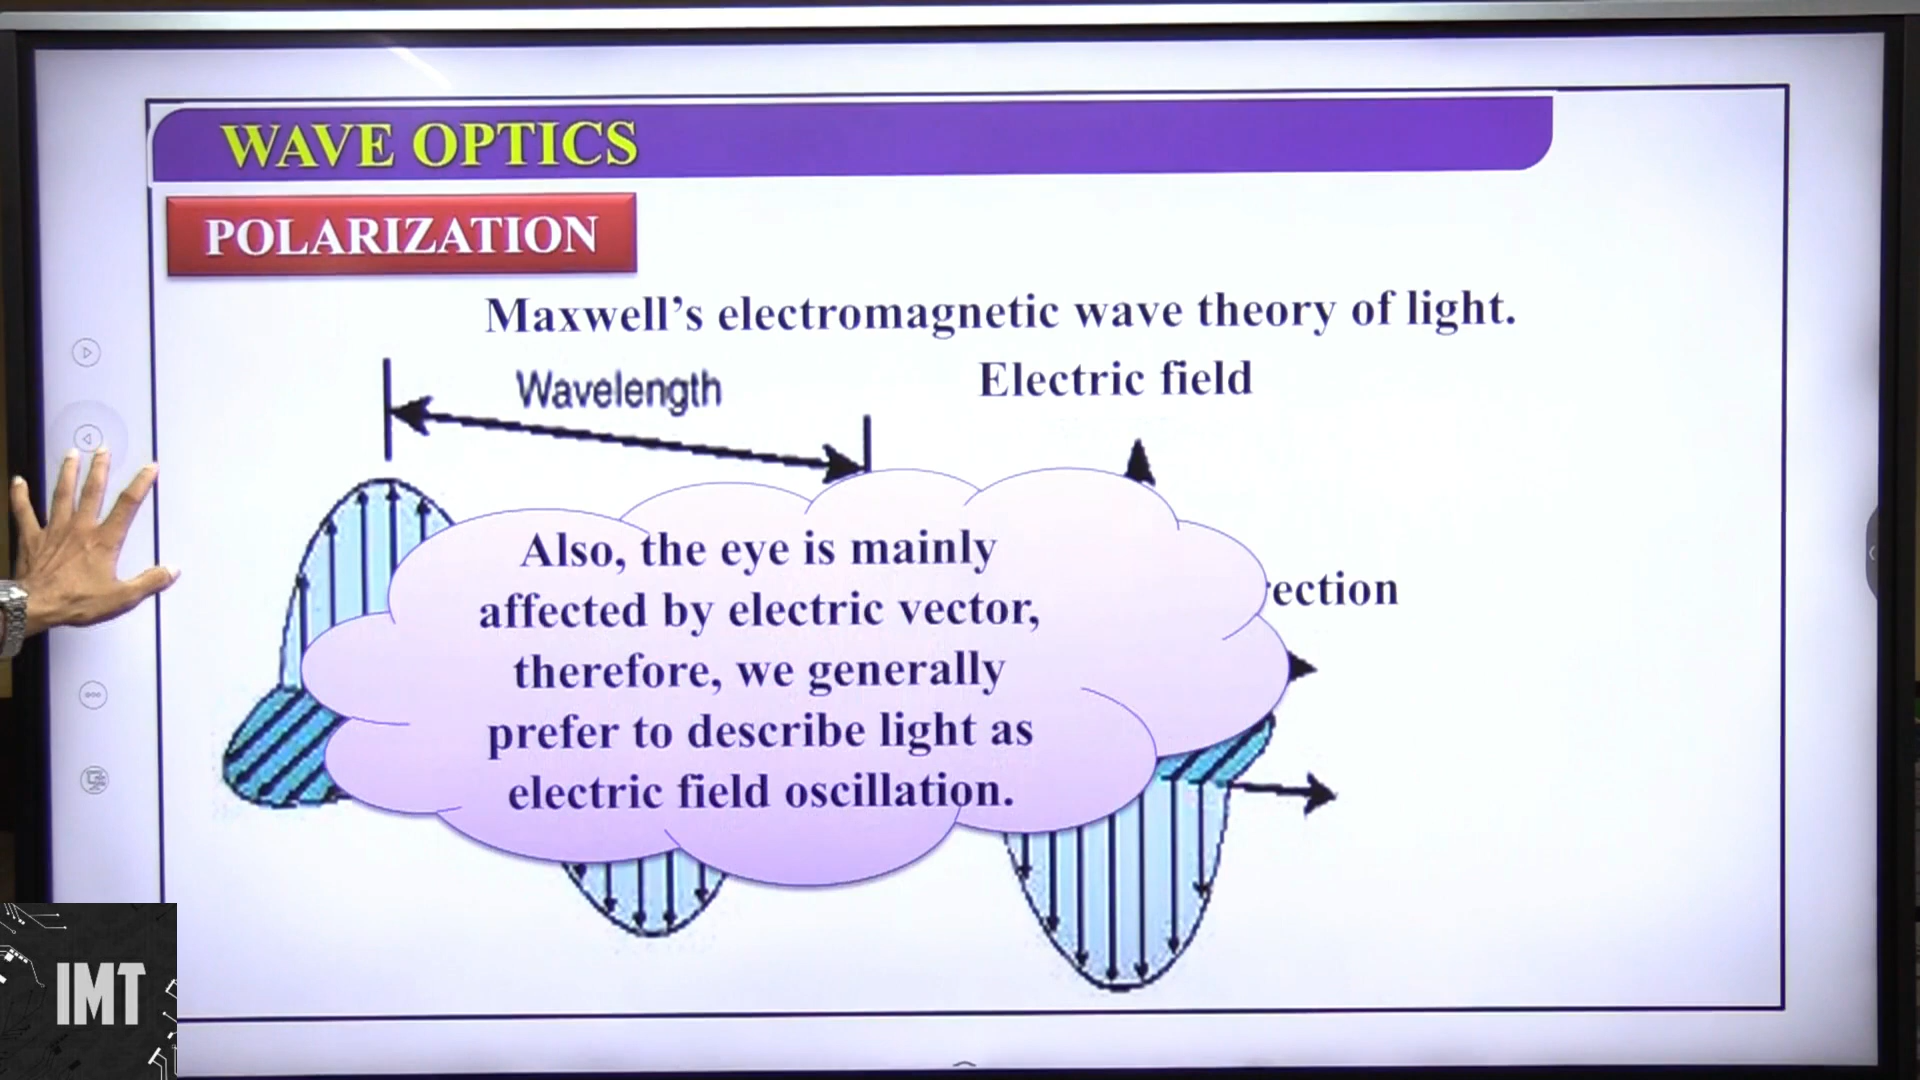 WAVE OPTICS
POLARIZATION
Maxwell’s electromagnetic wave theory of light.
Wavelength
Electric field
Also, the eye is mainly
affected by electric vector,
therefore, we generally
prefer to describe light as
electric field oscillation.
ection
IMT